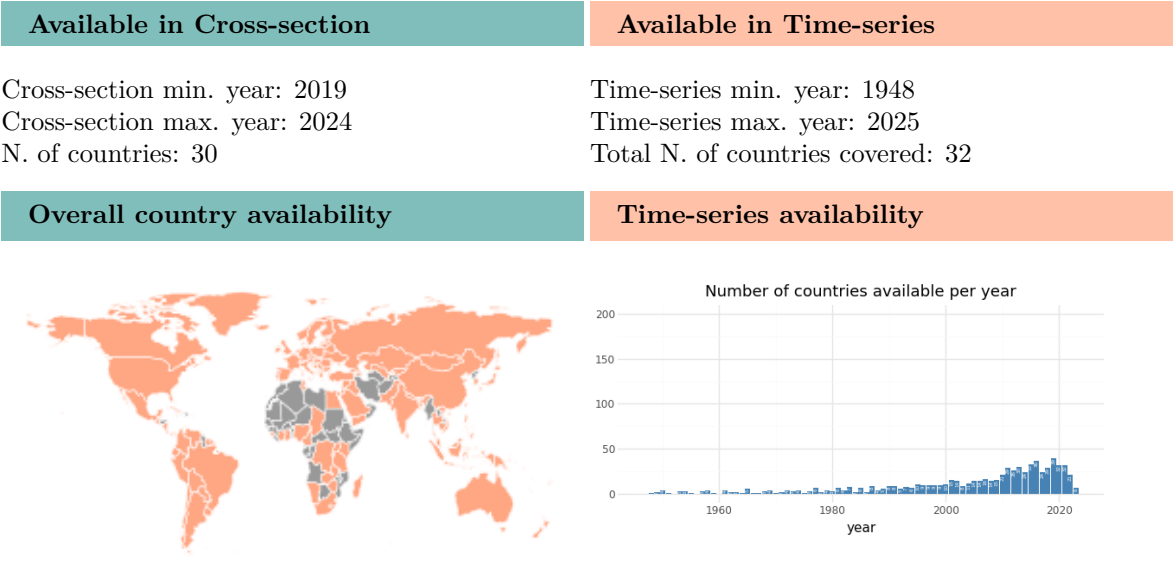 Available in Cross-section
Available in Time-series
Cross-section min. year: 2019
Cross-section max. year: 2024
N. of countries: 30
Time-series min. year: 1948
Time-series max. year: 2025
Total N. of countries covered: 32
Overall country availability
Time-series availability
Number of countries available per year
200
150
100
50
0
1960
1980
2000
2020
year